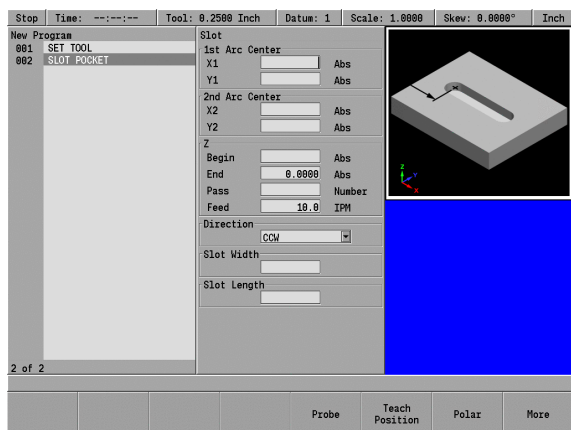 Stop Time: --:--:-- Tool: 0.2500 Inch Datum: 1 Scale: 1.0000 Skew: 0.000° Inch
New Program
001 SET TOOL
002 SLOT POCKET
2 of 2
Slot
1st Arc Center
X1 Abs
Y1 Abs
2nd Arc Center
X2 Abs
Y2 Abs
Z
Begin Abs
End 0.0000 Abs
Pass Number
Feed 10.0 IPM
Direction
CCW
Slot Width
Slot Length
Z
Y
X
Probe
Teach
Position
Polar
More